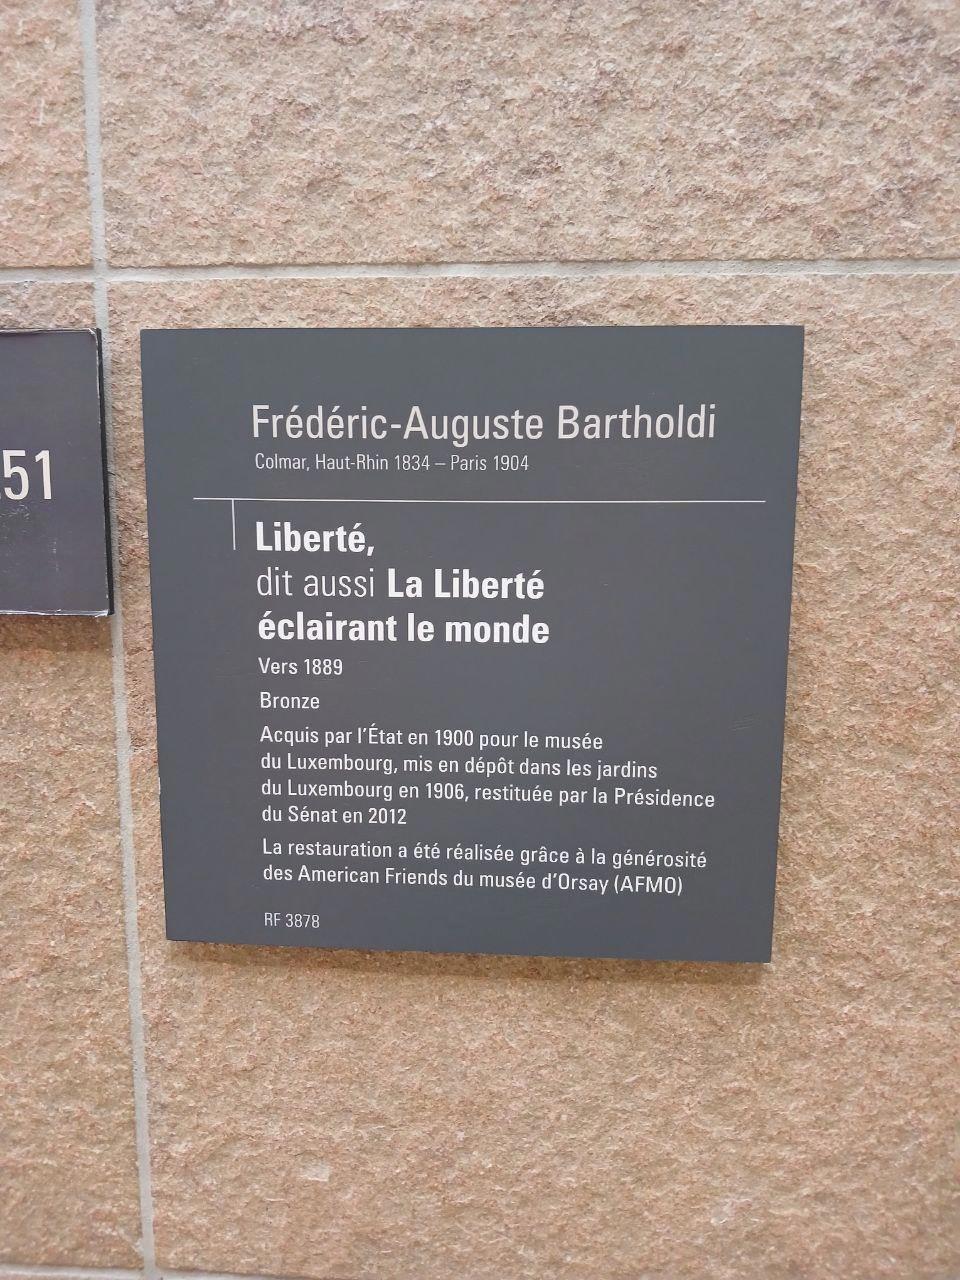 51
Frédéric-Auguste Bartholdi
Colmar, Haut-Rhin 1834 – Paris 1904
Liberté,
dit aussi La Liberté
éclairant le monde
Vers 1889
Bronze
Acquis par l'État en 1900 pour le musée
du Luxembourg, mis en dépôt dans les jardins
du Luxembourg en 1906, restituée par la Présidence
du Sénat en 2012
La restauration a été réalisée grâce à la générosité
des American Friends du musée d'Orsay (AFMO)
RF 3878